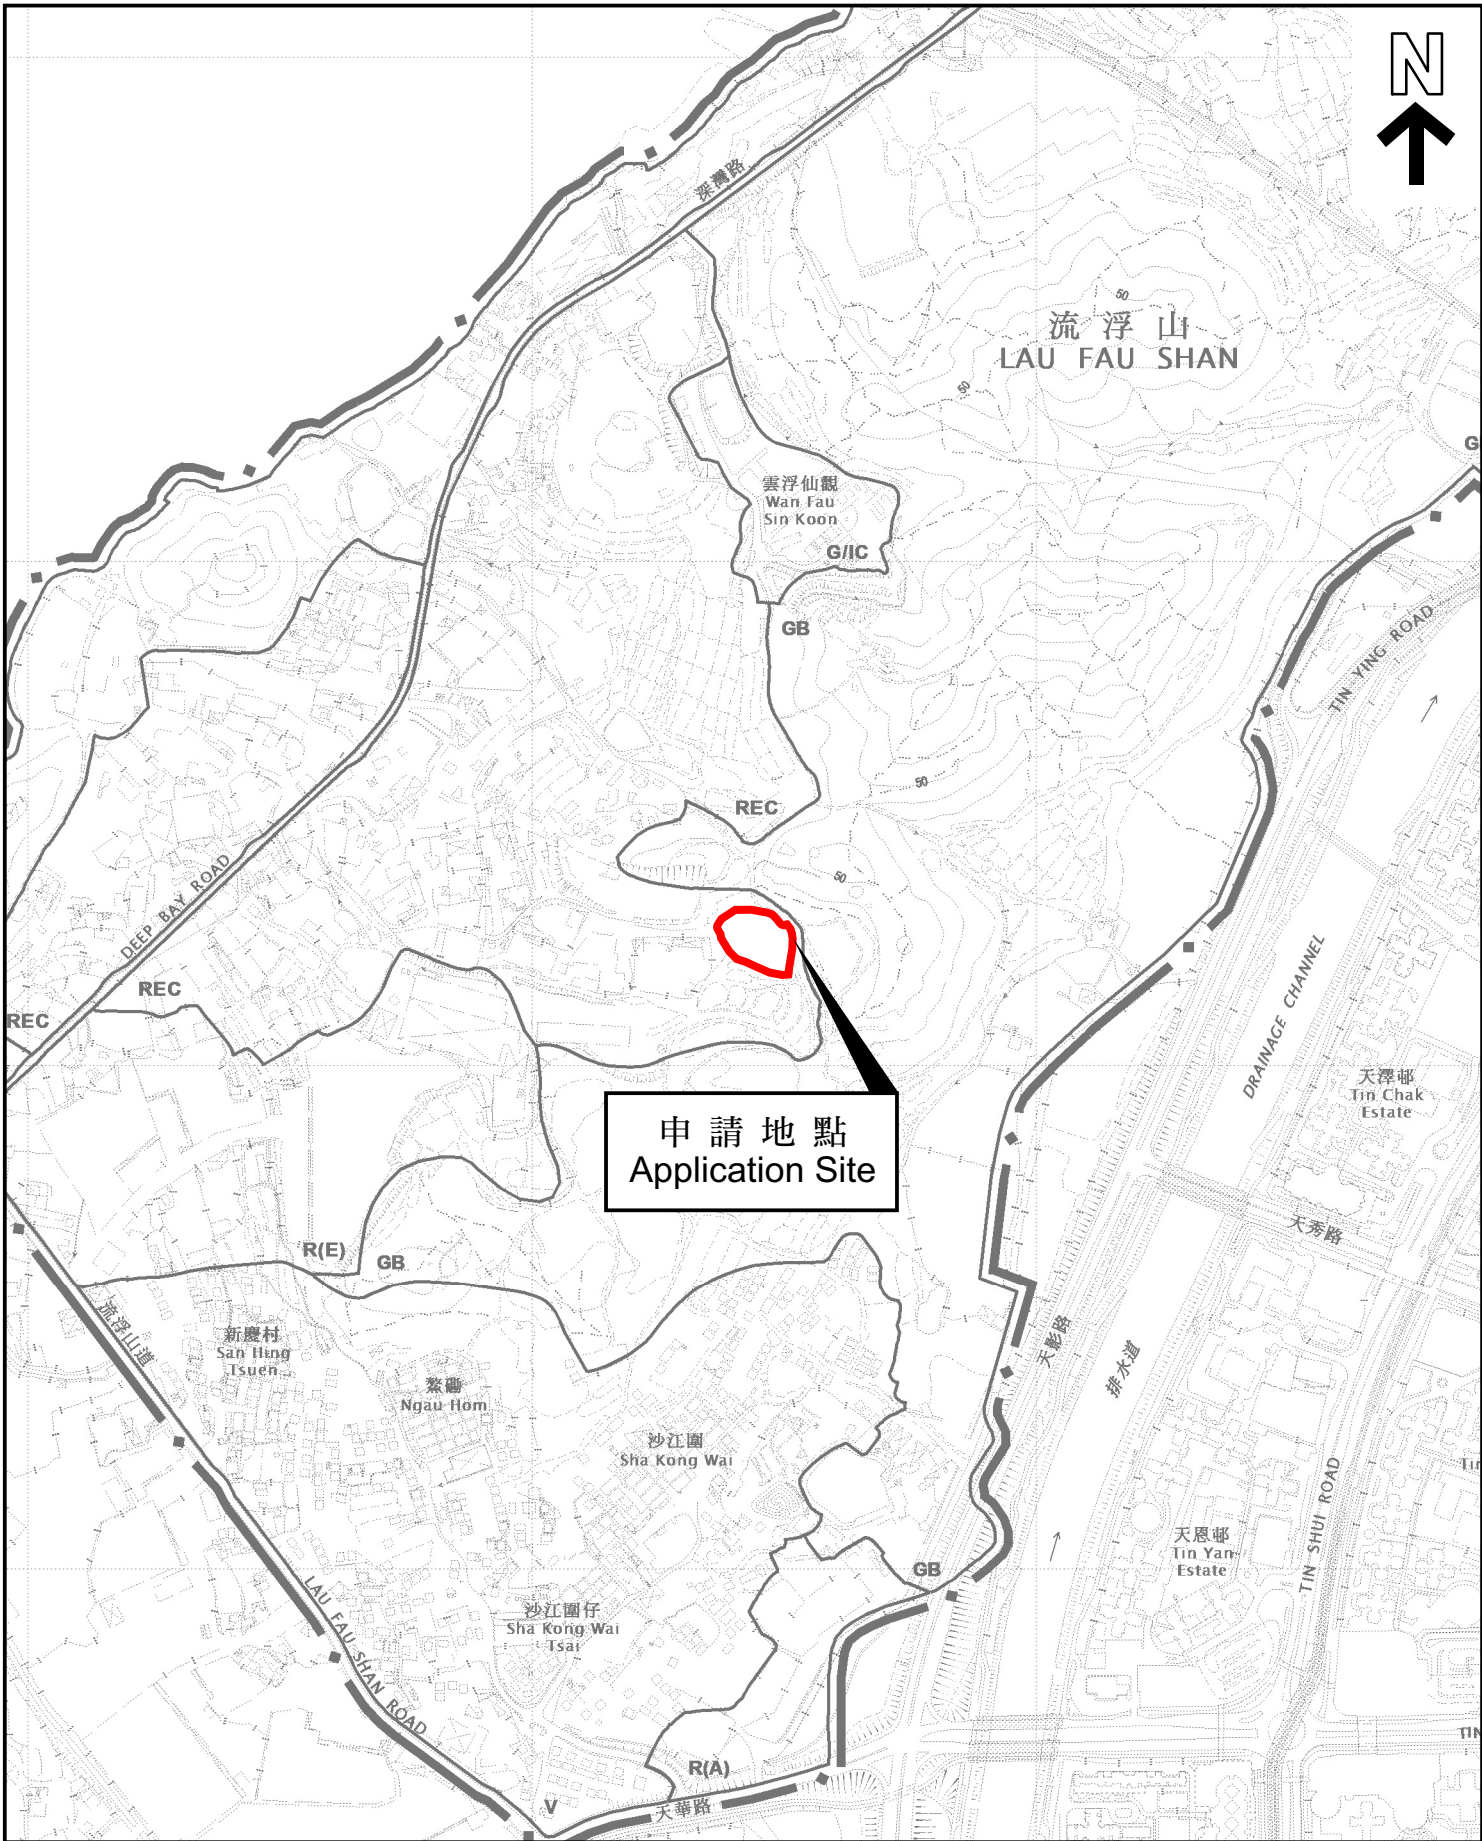 N
深灣路
50
流浮山
LAU FAU SHAN
50
G
雲浮仙觀
Wan Fau
Sin Koon
G/IC
GB
TIN YING ROAD
50
REC
50
DEEP BAY ROAD
REC
REC
DRAINAGE CHANNEL
天澤邨
Tin Chak
Estate
申請地點
Application Site
天秀路
R(E)
GB
流浮山道
新慶村
San Hing
Tsuen
天影路
排水道
鰲磡
Ngau Hom
沙江圍
Sha Kong Wai
Tin
TIN SHUI ROAD
天恩邨
Tin Yan
Estate
GB
LAU FAU SHAN ROAD
沙江圍仔
Sha Kong Wai
Tsai
TIN
R(A)
V
天華路